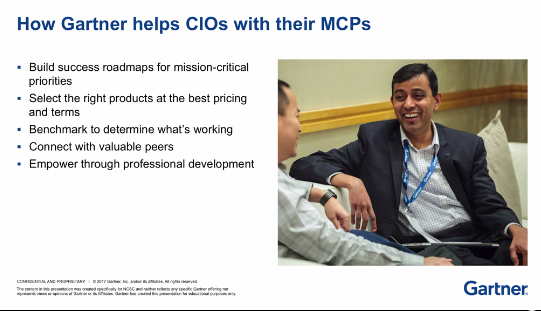 How Gartner helps CIOs with their MCPs
▪ Build success roadmaps for mission-critical
priorities
▪ Select the right products at the best pricing
and terms
▪ Benchmark to determine what's working
▪ Connect with valuable peers
▪ Empower through professional development
CONFIDENTIAL AND PROPRIETARY | © 2017 Gartner, Inc. and/or its affiliates. All rights reserved.
The content in this presentation was created specifically for NCSC and neither reflects any specific Gartner offering nor
represents views or opinions of Gartner or its Affiliates. Gartner has created this presentation for educational purposes only.
Gartner